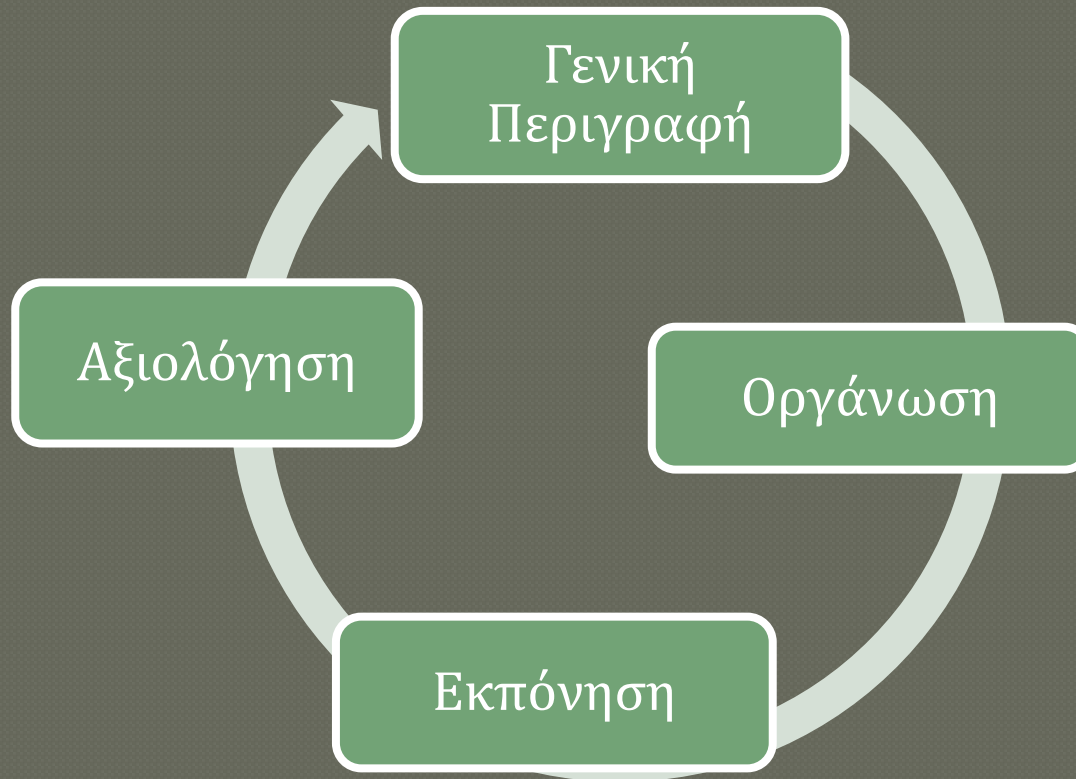 Γενική
Περιγραφή
Οργάνωση
Εκπόνηση
Αξιολόγηση